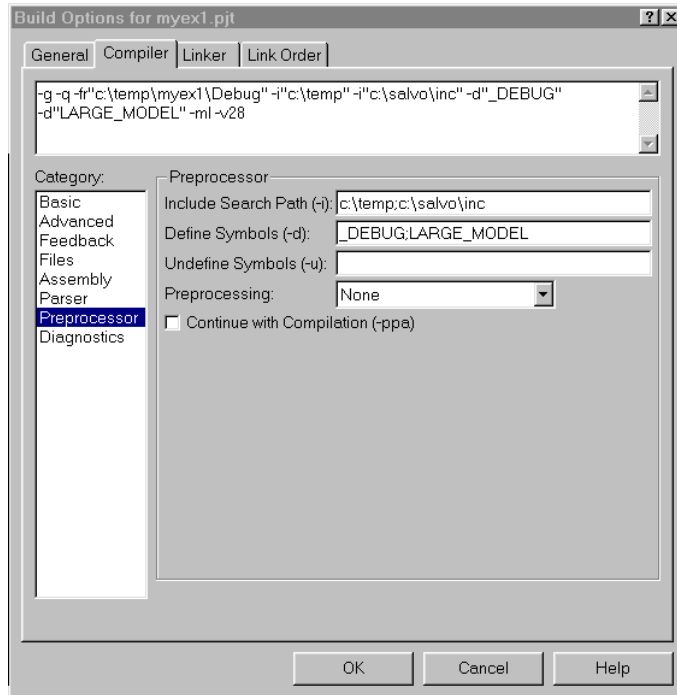 Build Options for myex1.pjt
General Compiler Linker Link Order
-g -q -fr"c:\temp\myex1\Debug" -i"c:\temp" -i"c:\salvo\inc" -d"_DEBUG"
-d"LARGE_MODEL" -ml -v28
Category:
Basic
Advanced
Feedback
Files
Assembly
Parser
Preprocessor
Diagnostics
Preprocessor
Include Search Path (-i): c:\temp;c:\salvo\inc
Define Symbols (-d): _DEBUG;LARGE_MODEL
Undefine Symbols (-u):
Preprocessing: None
Continue with Compilation (-ppa)
OK Cancel Help